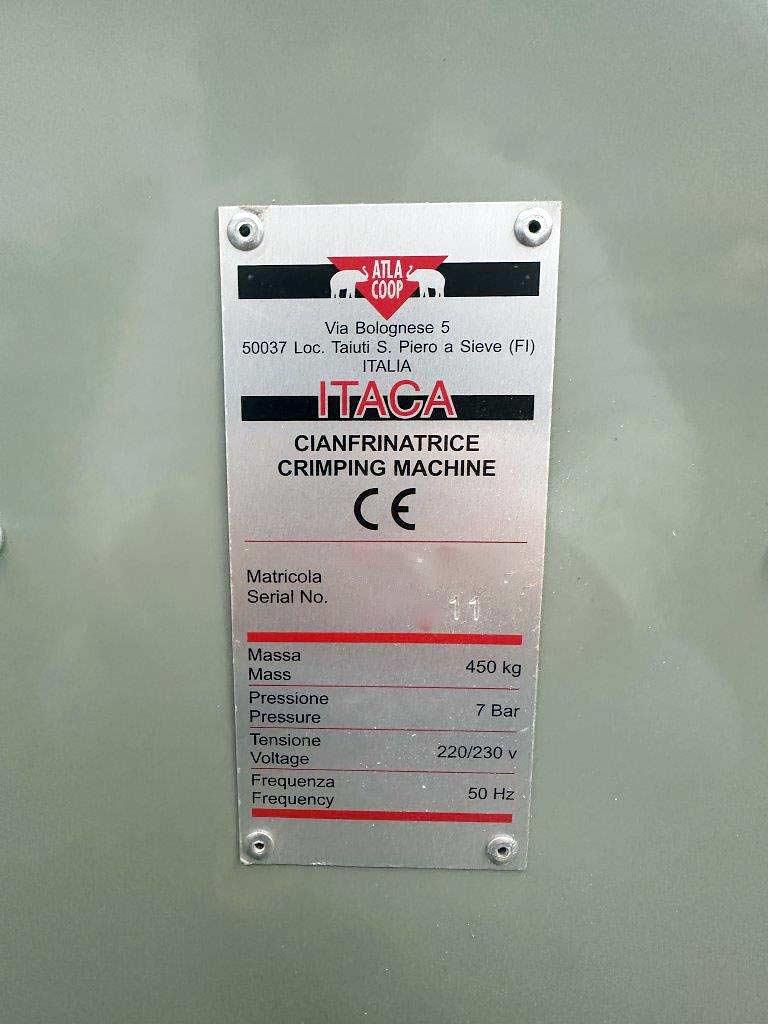 ATLA
COOP
Via Bolognese 5
50037 Loc. Taiuti S. Piero a Sieve (FI)
ITALIA
ITACA
CIANFRINATRICE
CRIMPING MACHINE
CE
Matricola
Serial No. 11
Massa
Mass 450 kg
Pressione
Pressure 7 Bar
Tensione
Voltage 220/230 v
Frequenza
Frequency 50 Hz